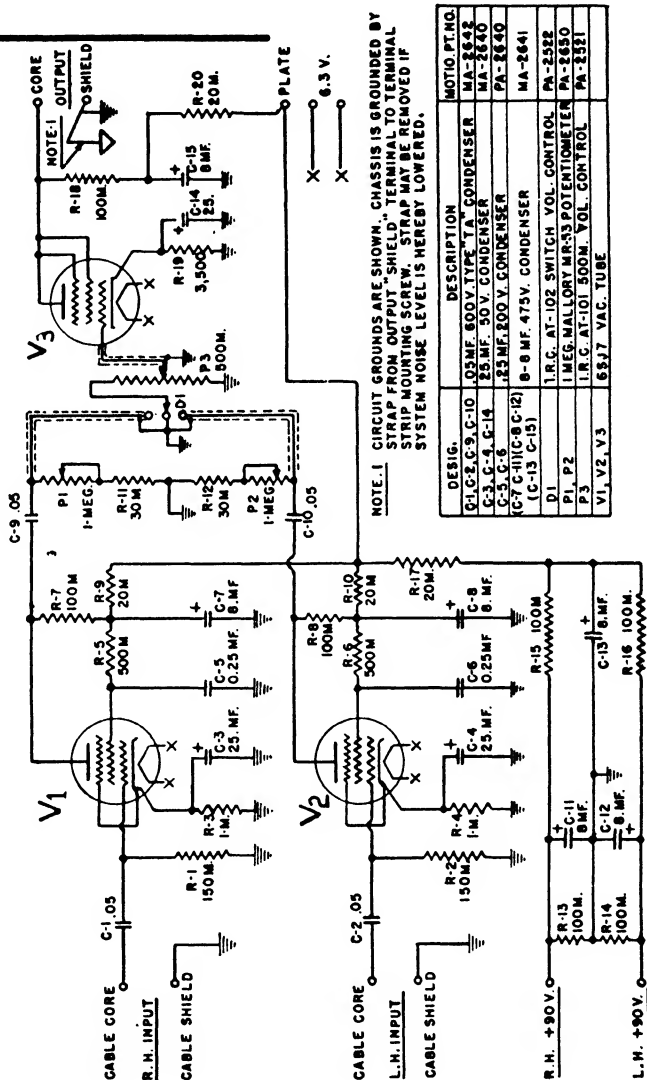 CABLE CORE
R.H. INPUT
CABLE SHIELD
C-1 .05
R-1
150M.
V1
R-3
1-M.
C-3
25.MF.
X X
R-5
500M
C-5
0.25 MF.
R-7
100M
R-9
20M
C-7
8.MF
C-9 .05
P1
1-MEG.
R-11
30M
R-12
30M
P2
1-MEG
C-10 .05
D1
P3
500M.
V3
R-19
3,500
X X
C-14
25.
C-15
8MF.
R-18
100M.
NOTE-1
CORE
OUTPUT
SHIELD
R-20
20M.
PLATE
X
6.3 V.
X
CABLE CORE
L.H. INPUT
CABLE SHIELD
C-2 .05
R-2
150M.
V2
R-4
1-M.
C-4
25.MF.
X X
R-6
500M
C-6
0.25MF
R-8
100M
R-10
20M
C-8
8.MF.
R-17
20M.
R.H. +90V.
L.H. +90V.
R-13
100M.
R-14
100M.
C-11
8MF.
C-12
8.MF.
R-15 100M
C-13 8.MF.
R-16 100M.
NOTE.1 CIRCUIT GROUNDS ARE SHOWN. CHASSIS IS GROUNDED BY
STRAP FROM OUTPUT "SHIELD" TERMINAL TO TERMINAL
STRIP MOUNTING SCREW. STRAP MAY BE REMOVED IF
SYSTEM NOISE LEVEL IS HEREBY LOWERED.
DESIG. DESCRIPTION MOTIO. PT. NO.
C-1, C-2, C-9, C-10 .05MF. 600V. TYPE "TA" CONDENSER MA-2642
C-3, C-4, C-14 25.MF. 50V. CONDENSER MA-2640
C-5, C-6 .25 MF. 200V. CONDENSER PA-2640
(C-7 C-11)(C-8 C-12) 8-8 MF. 475V. CONDENSER MA-2641
(C-13 C-15)
D1 I.R.C. AT-102 SWITCH VOL. CONTROL PA-2522
P1, P2 1 MEG. MALLORY MR-53 POTENTIOMETER PA-2650
P3 I.R.C. AT-101 500M. VOL. CONTROL PA-2521
V1, V2, V3 6SJ7 VAC. TUBE